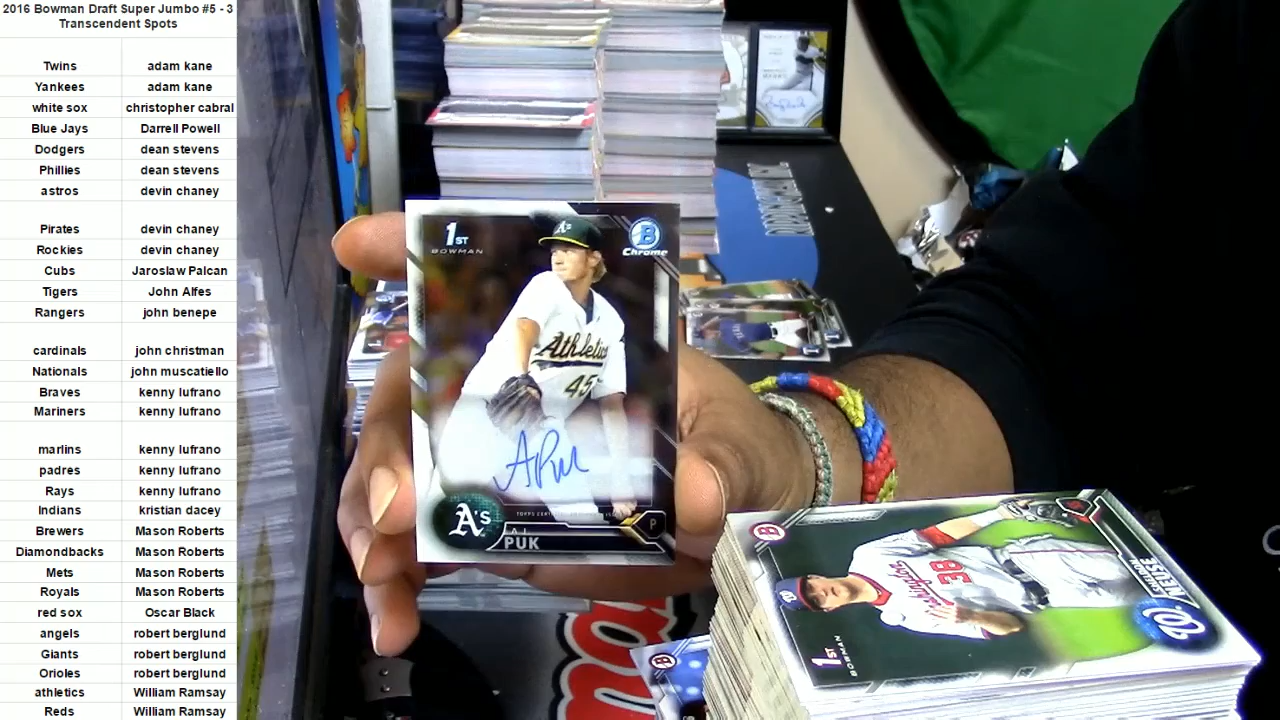 2016 Bowman Draft Super Jumbo #5 - 3
Transcendent Spots
Twins adam kane
Yankees adam kane
white sox christopher cabral
Blue Jays Darrell Powell
Dodgers dean stevens
Phillies dean stevens
astros devin chaney
Pirates devin chaney
Rockies devin chaney
Cubs Jaroslaw Palcan
Tigers John Alfes
Rangers john benepe
cardinals john christman
Nationals john muscatiello
Braves kenny lufrano
Mariners kenny lufrano
marlins kenny lufrano
padres kenny lufrano
Rays kenny lufrano
Indians kristian dacey
Brewers Mason Roberts
Diamondbacks Mason Roberts
Mets Mason Roberts
Royals Mason Roberts
red sox Oscar Black
angels robert berglund
Giants robert berglund
Orioles robert berglund
athletics William Ramsay
Reds William Ramsay
1ST
BOWMAN
B
Chrome
A's
Athletics
45
A Puk
A's
A.J.
PUK
P
B
38
W
NEUSE
1ST
BOWMAN